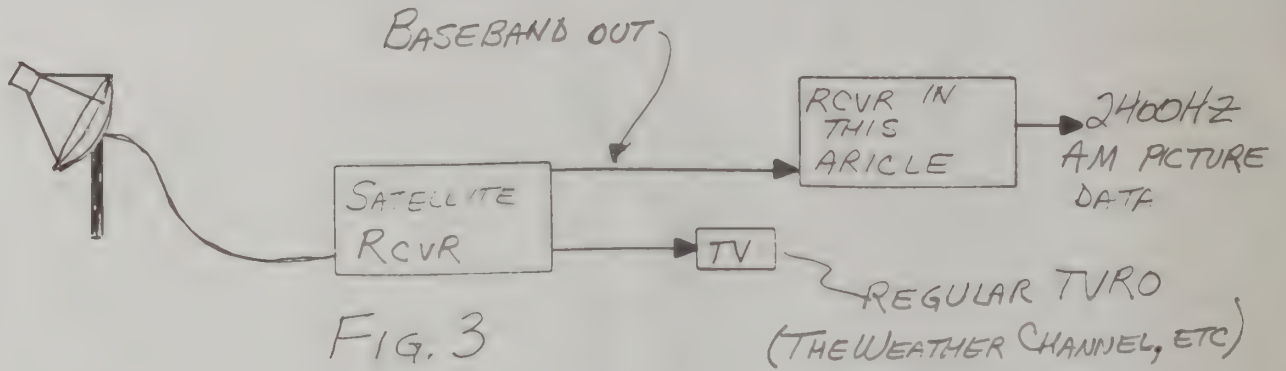 BASEBAND OUT
RCVR IN
THIS
ARICLE
2400HZ
AM PICTURE
DATA
SATELLITE
RCVR
TV
REGULAR TVRO
(THE WEATHER CHANNEL, ETC)
FIG. 3